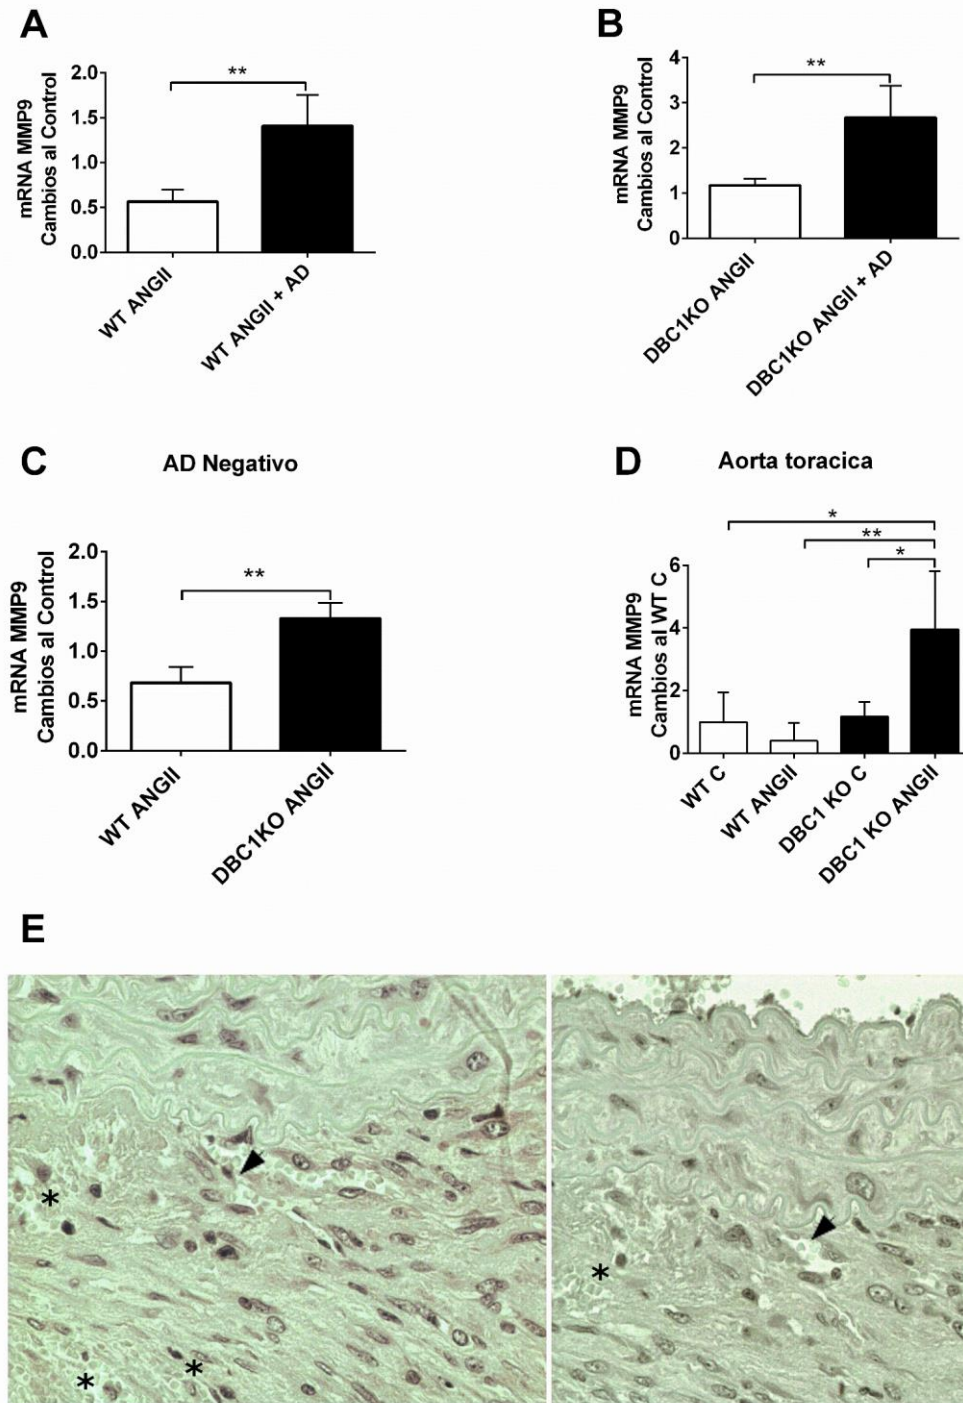 A
mRNA MMP9
Cambios al Control
2.0
1.5
1.0
0.5
0.0
**
WT ANGII
WT ANGII + AD
B
mRNA MMP9
Cambios al Control
4
3
2
1
0
**
DBC1KO ANGII
DBC1KO ANGII + AD
C
AD Negativo
mRNA MMP9
Cambios al Control
2.0
1.5
1.0
0.5
0.0
**
WT ANGII
DBC1KO ANGII
D
Aorta toracica
mRNA MMP9
Cambios al WT C
6
4
2
0
*
**
*
WT C
WT ANGII
DBC1 KO C
DBC1 KO ANGII
E
*
*
*
*